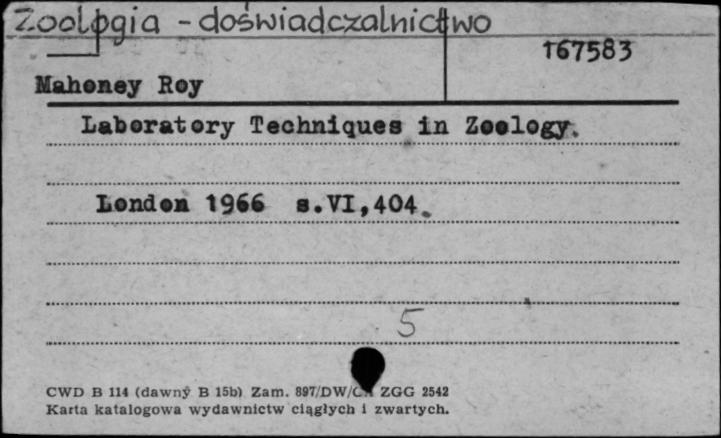 Zoologia - doświadczalnictwo
167583
Mahoney Roy
Laboratory Techniques in Zoology.
London 1966 s.VI,404.
5
CWD B 114 (dawny B 15b) Zam. 897/DW/ ZGG 2542
Karta katalogowa wydawnictw ciągłych i zwartych.